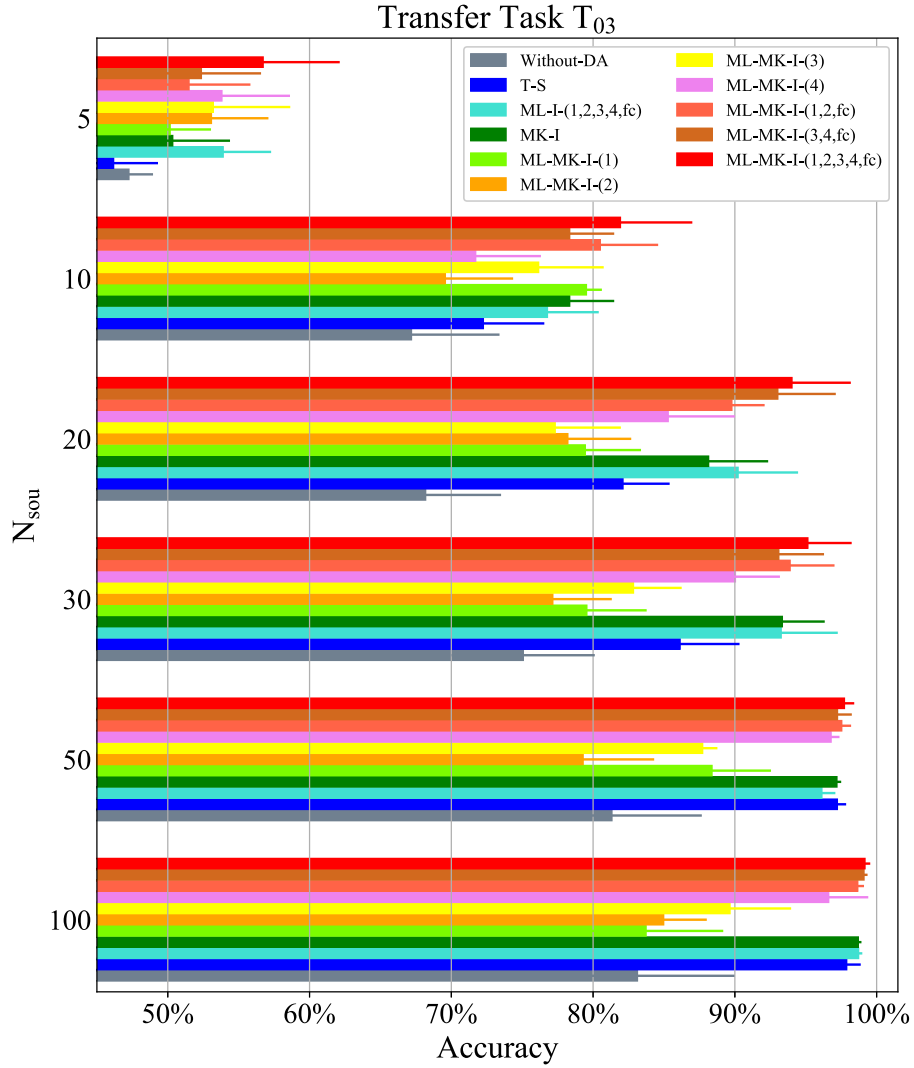 Transfer Task T₀₃
Without-DA
T-S
ML-I-(1,2,3,4,fc)
MK-I
ML-MK-I-(1)
ML-MK-I-(2)
ML-MK-I-(3)
ML-MK-I-(4)
ML-MK-I-(1,2,fc)
ML-MK-I-(3,4,fc)
ML-MK-I-(1,2,3,4,fc)
N_sou
5
10
20
30
50
100
50% 60% 70% 80% 90% 100%
Accuracy